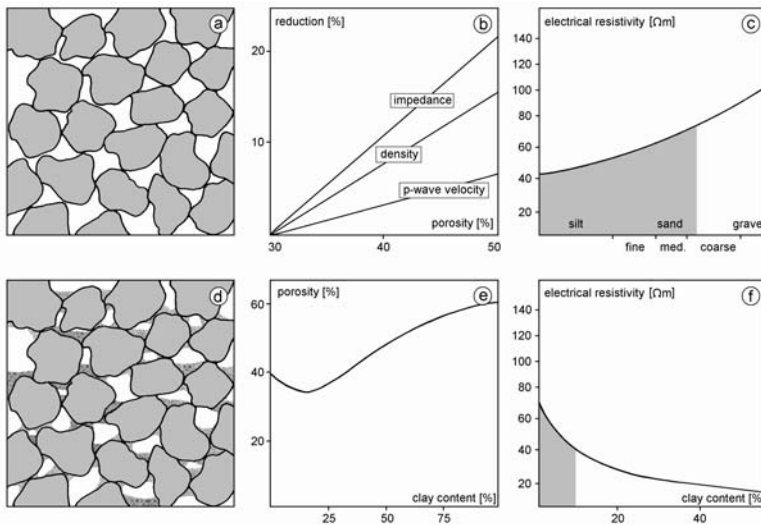 a
reduction [%]
b
20
10
impedance
density
p-wave velocity
porosity [%]
30
40
50
electrical resistivity [Ωm]
c
140
120
100
80
60
40
20
silt
sand
grave
fine
med.
coarse
d
porosity [%]
e
60
40
20
clay content [%]
25
50
75
electrical resistivity [Ωm]
f
140
120
100
80
60
40
20
clay content [%]
20
40